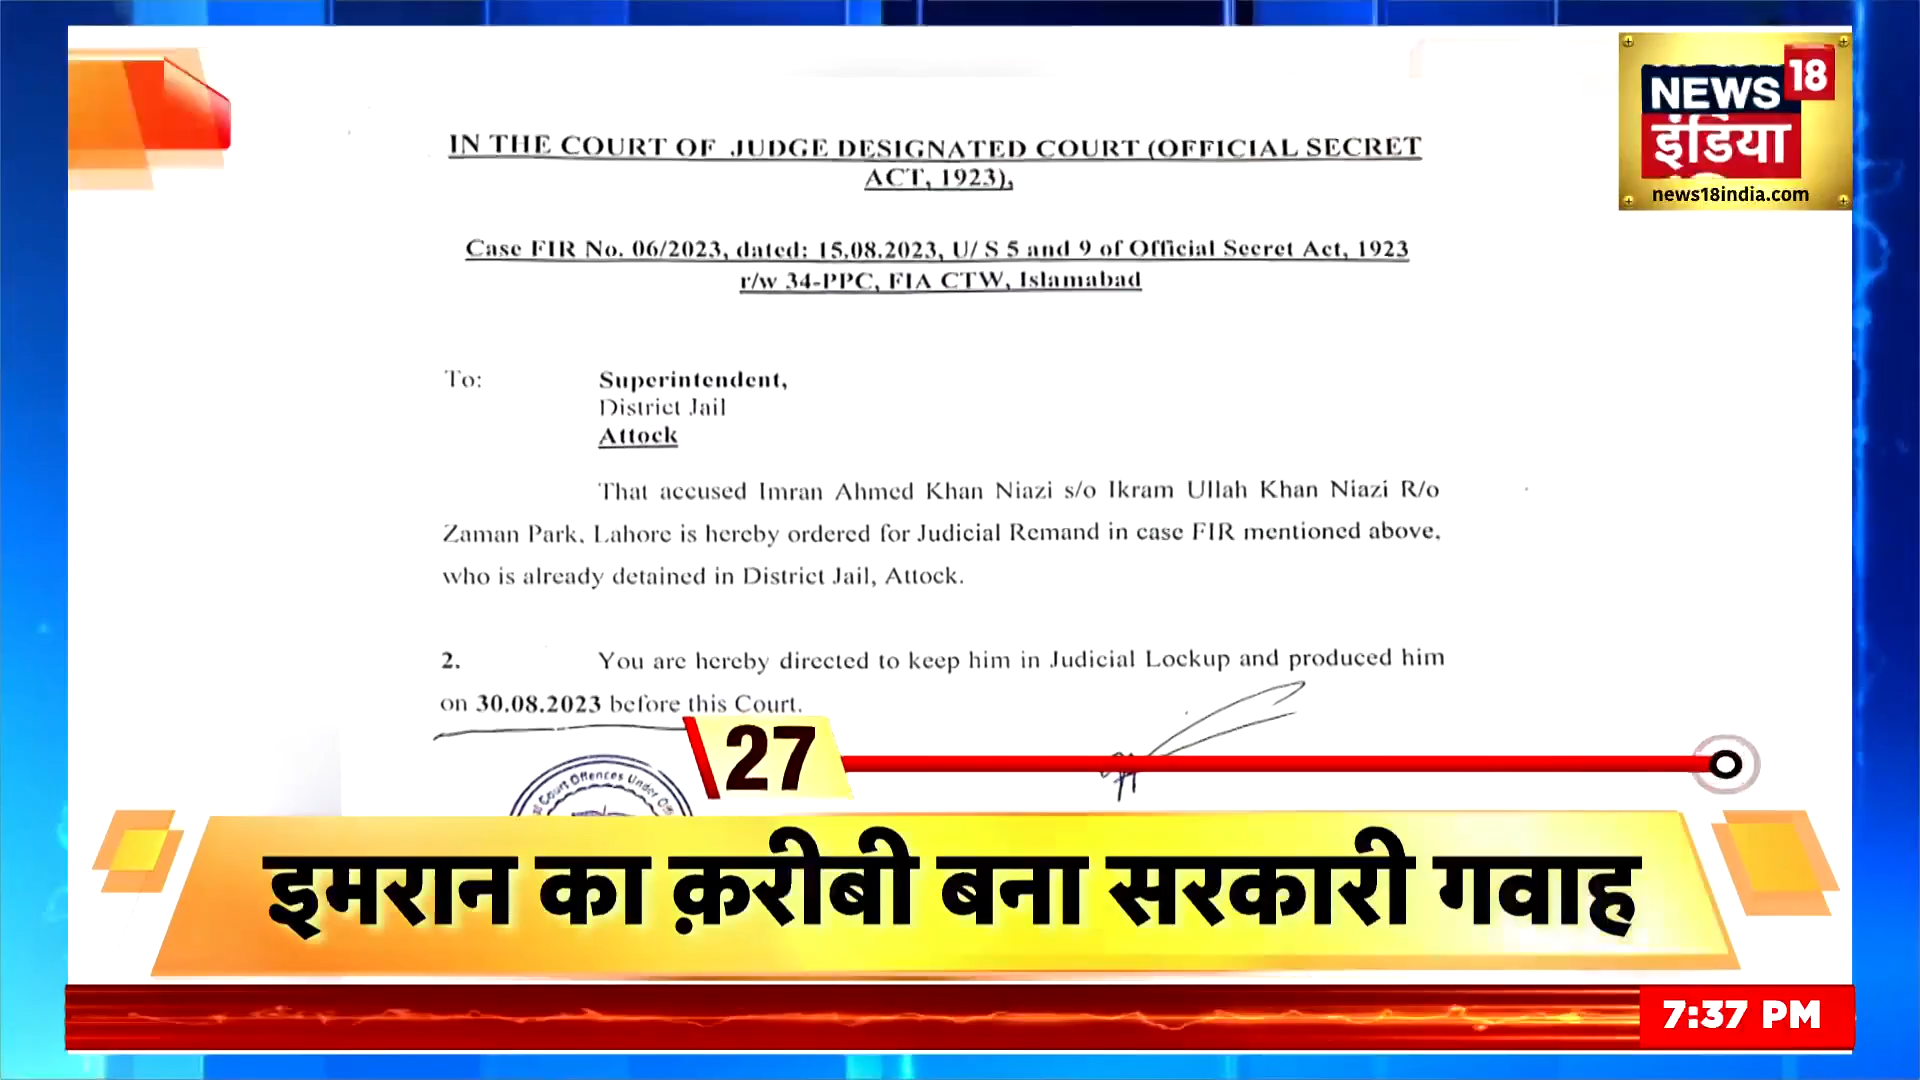 NEWS 18
इंडिया
news18india.com
IN THE COURT OF JUDGE DESIGNATED COURT (OFFICIAL SECRET
ACT, 1923),
Case FIR No. 06/2023, dated: 15.08.2023, U/ S 5 and 9 of Official Secret Act, 1923
r/w 34-PPC, FIA CTW, Islamabad
To: Superintendent,
District Jail
Attock
That accused Imran Ahmed Khan Niazi s/o Ikram Ullah Khan Niazi R/o
Zaman Park, Lahore is hereby ordered for Judicial Remand in case FIR mentioned above,
who is already detained in District Jail, Attock.
2. You are hereby directed to keep him in Judicial Lockup and produced him
on 30.08.2023 before this Court.
Court Offences Under
27
इमरान का क़रीबी बना सरकारी गवाह
7:37 PM